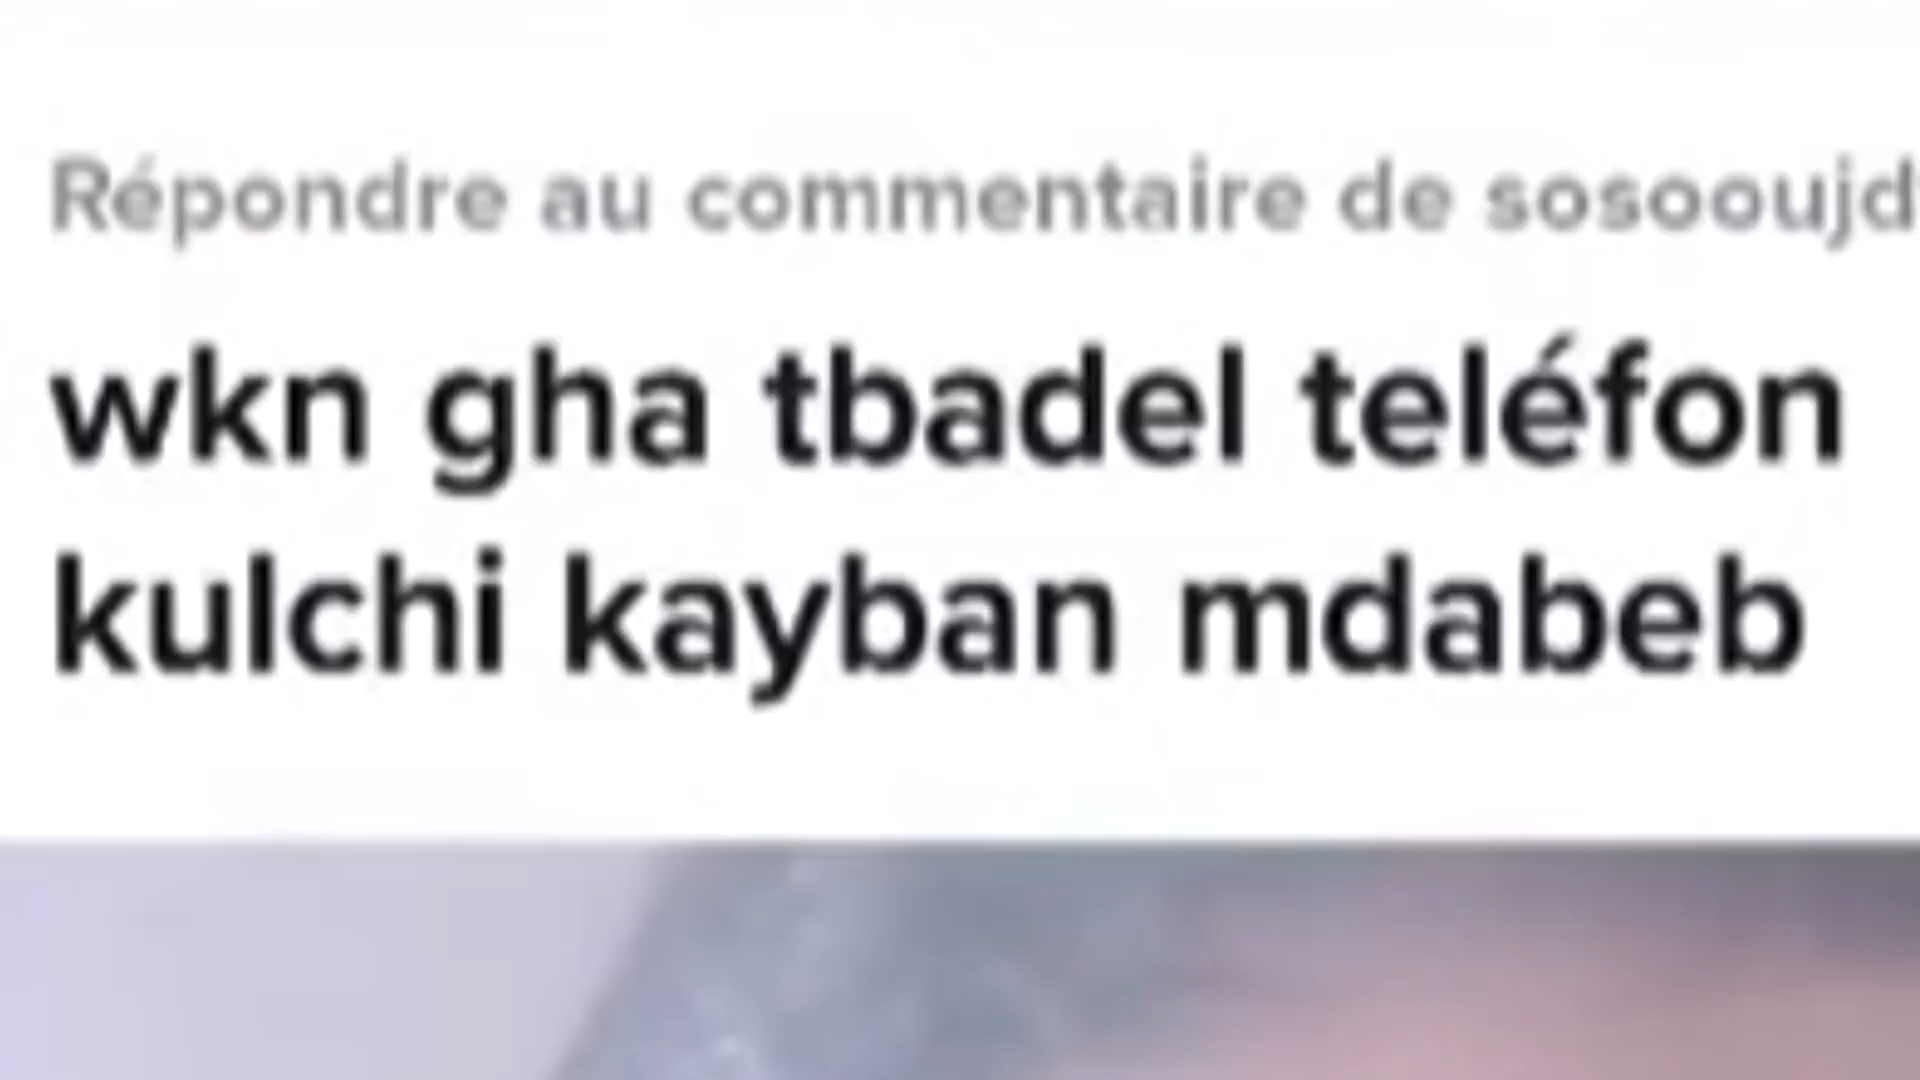 Répondre au commentaire de sosooujd
wkn gha tbadel teléfon
kulchi kayban mdabeb